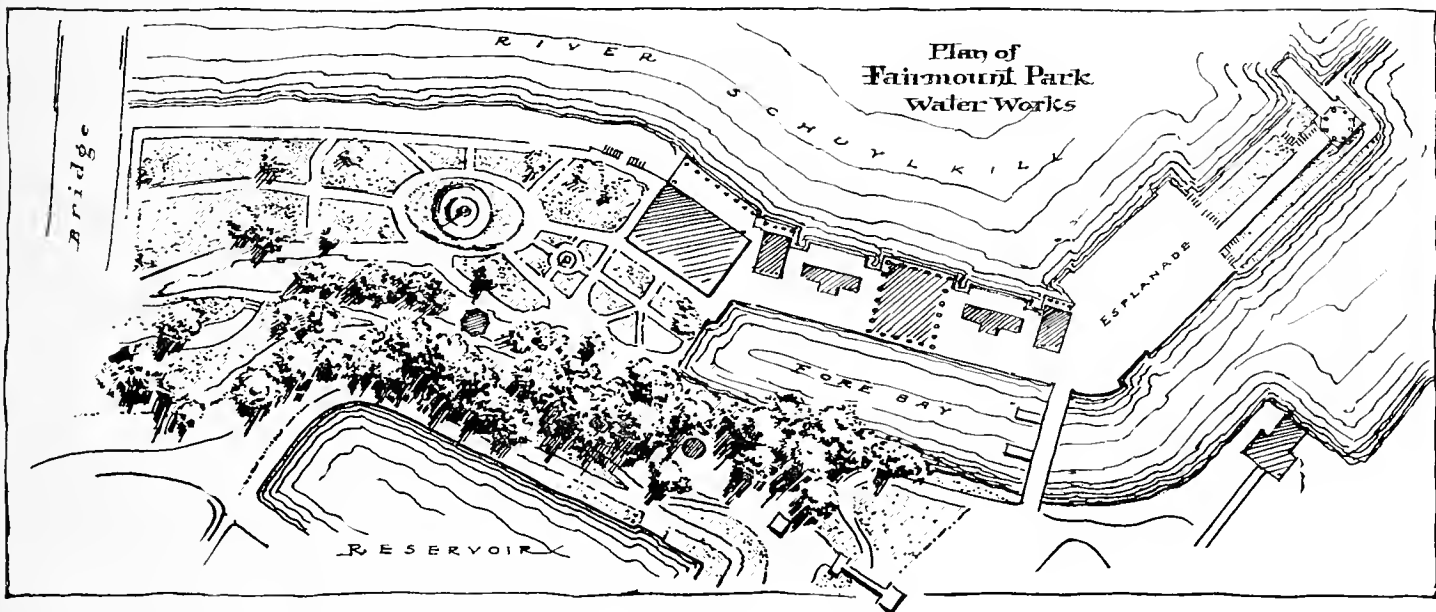 Plan of
Fairmount Park
Water Works
RIVER SCHUYLKILL
Bridge
ESPLANADE
FORE BAY
RESERVOIR